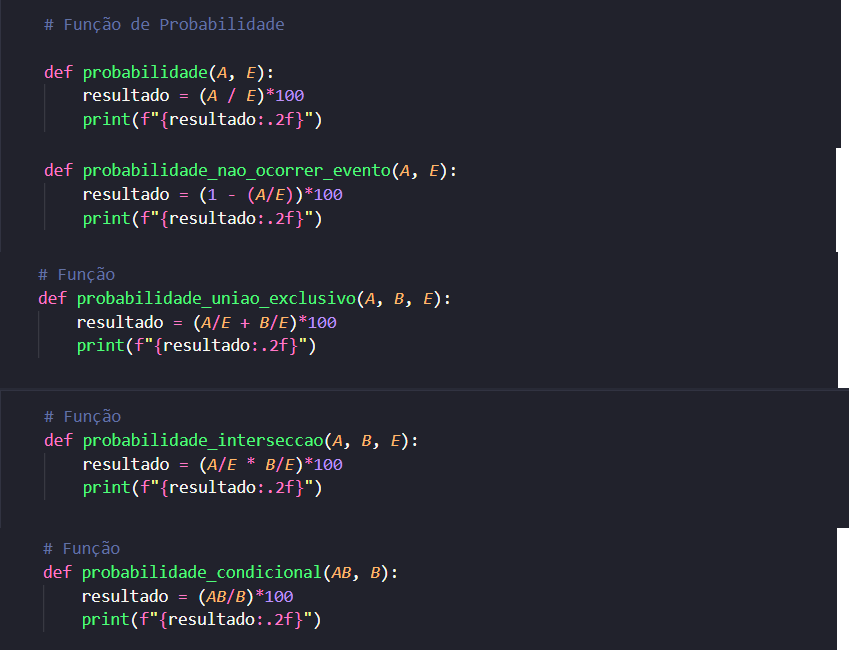 # Função de Probabilidade
def probabilidade(A, E):
    resultado = (A / E)*100
    print(f"{resultado:.2f}")
def probabilidade_nao_ocorrer_evento(A, E):
    resultado = (1 - (A/E))*100
    print(f"{resultado:.2f}")
# Função
def probabilidade_uniao_exclusivo(A, B, E):
    resultado = (A/E + B/E)*100
    print(f"{resultado:.2f}")
# Função
def probabilidade_interseccao(A, B, E):
    resultado = (A/E * B/E)*100
    print(f"{resultado:.2f}")
# Função
def probabilidade_condicional(AB, B):
    resultado = (AB/B)*100
    print(f"{resultado:.2f}")